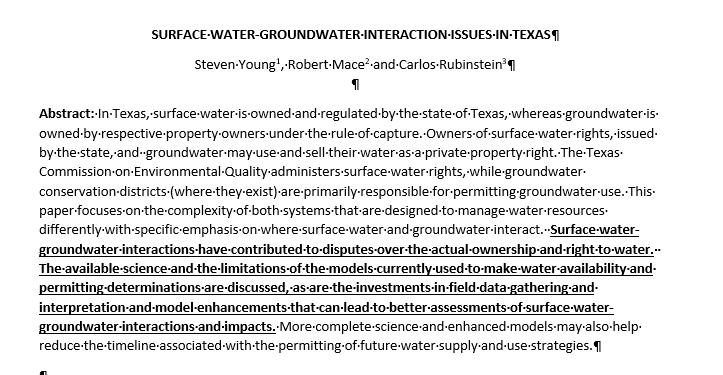 SURFACE WATER-GROUNDWATER INTERACTION ISSUES IN TEXAS¶
Steven Young¹, Robert Mace² and Carlos Rubinstein³¶
¶
Abstract: In Texas, surface water is owned and regulated by the state of Texas, whereas groundwater is
owned by respective property owners under the rule of capture. Owners of surface water rights, issued
by the state, and  groundwater may use and sell their water as a private property right. The Texas
Commission on Environmental Quality administers surface water rights, while groundwater
conservation districts (where they exist) are primarily responsible for permitting groundwater use. This
paper focuses on the complexity of both systems that are designed to manage water resources
differently with specific emphasis on where surface water and groundwater interact.  Surface water-
groundwater interactions have contributed to disputes over the actual ownership and right to water.
The available science and the limitations of the models currently used to make water availability and
permitting determinations are discussed, as are the investments in field data gathering and
interpretation and model enhancements that can lead to better assessments of surface water-
groundwater interactions and impacts. More complete science and enhanced models may also help
reduce the timeline associated with the permitting of future water supply and use strategies.¶
¶